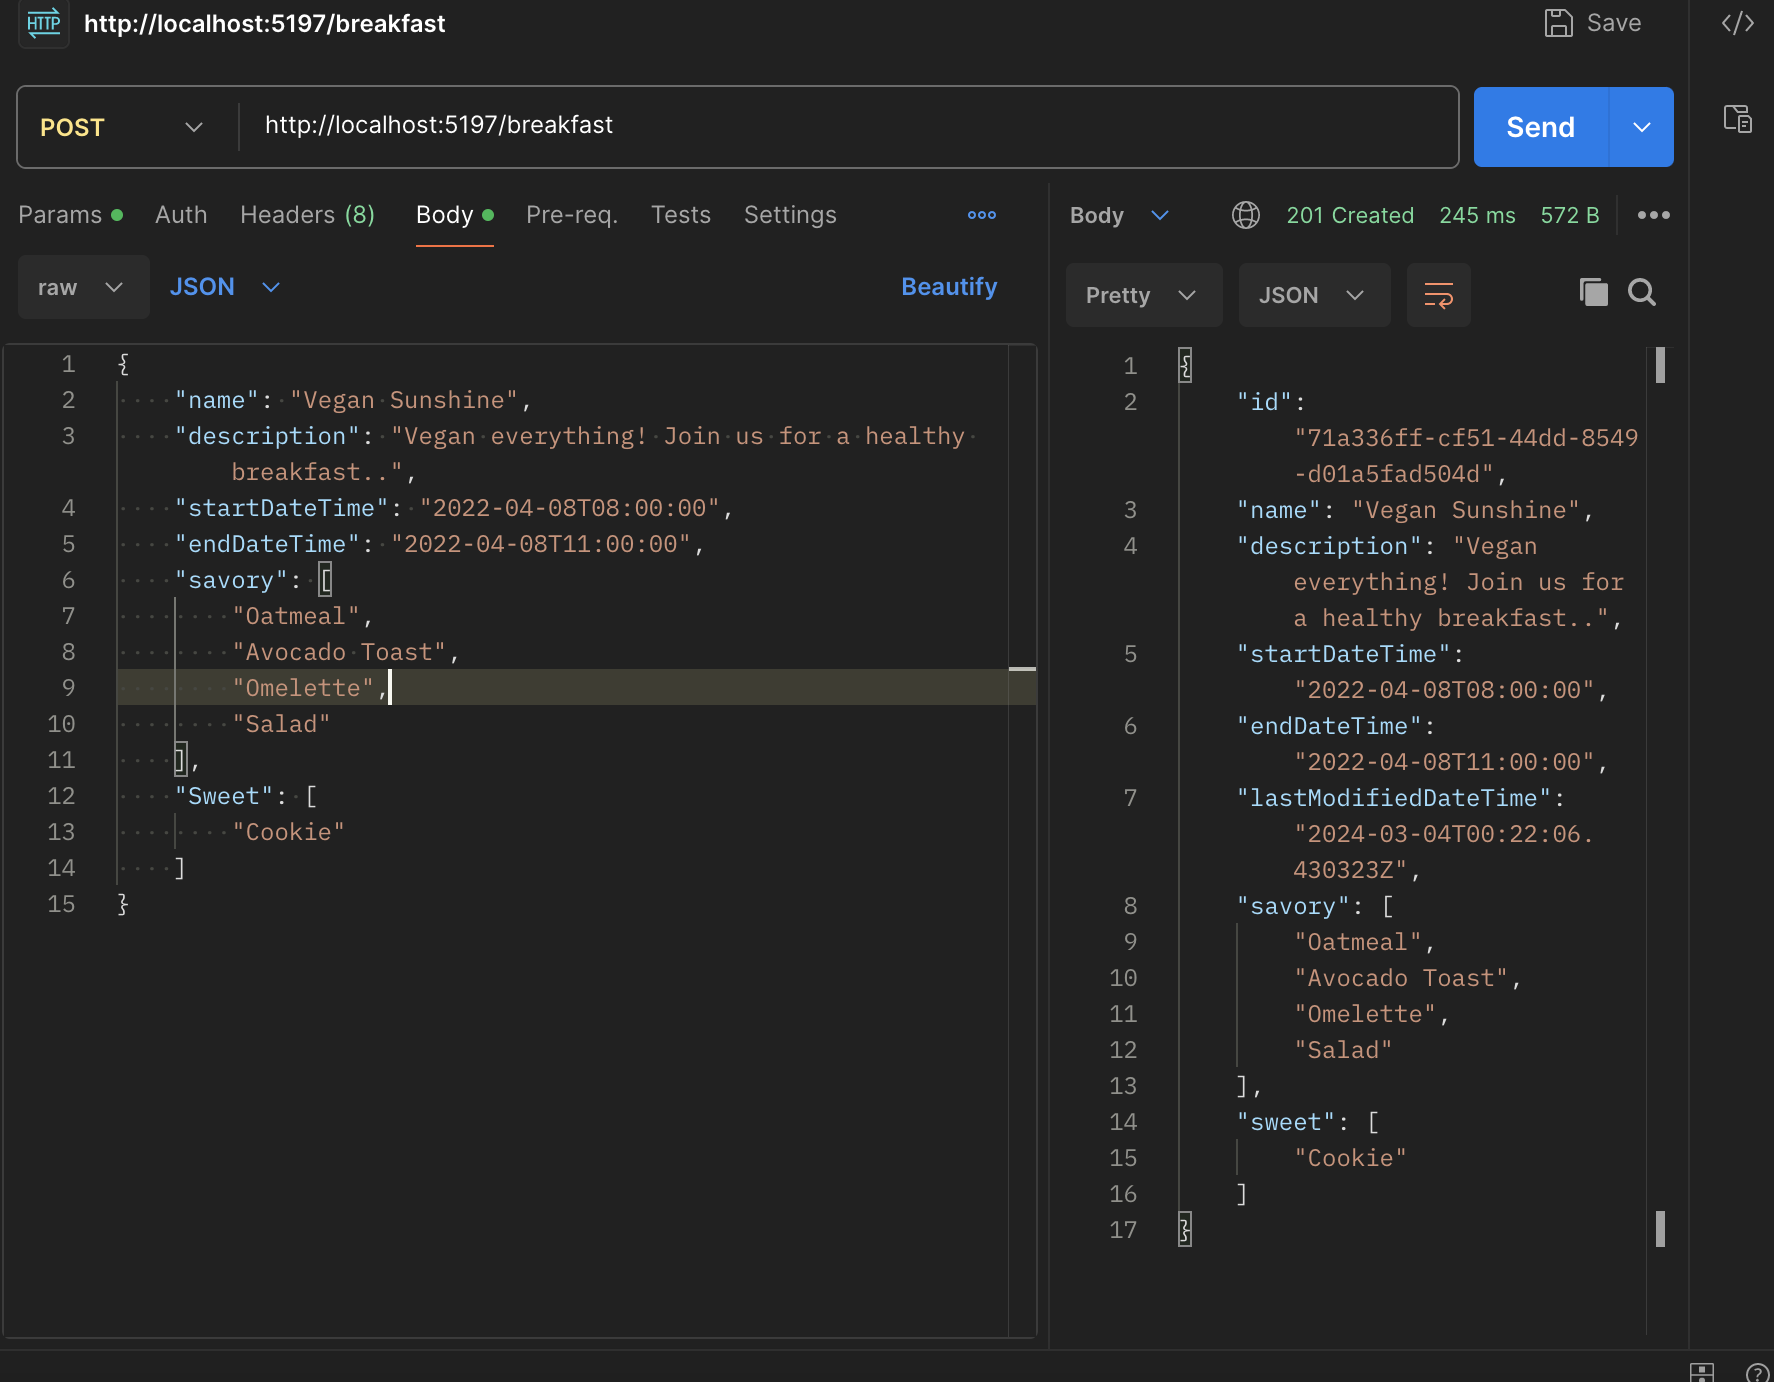 HTTP http://localhost:5197/breakfast Save </>
POST http://localhost:5197/breakfast Send
Params Auth Headers (8) Body Pre-req. Tests Settings
raw JSON Beautify
1 {
2 "name": "Vegan Sunshine",
3 "description": "Vegan everything! Join us for a healthy
breakfast..",
4 "startDateTime": "2022-04-08T08:00:00",
5 "endDateTime": "2022-04-08T11:00:00",
6 "savory": [
7 "Oatmeal",
8 "Avocado Toast",
9 "Omelette",
10 "Salad"
11 ],
12 "Sweet": [
13 "Cookie"
14 ]
15 }
Body 201 Created 245 ms 572 B
Pretty JSON
1 {
2 "id":
"71a336ff-cf51-44dd-8549
-d01a5fad504d",
3 "name": "Vegan Sunshine",
4 "description": "Vegan
everything! Join us for
a healthy breakfast..",
5 "startDateTime":
"2022-04-08T08:00:00",
6 "endDateTime":
"2022-04-08T11:00:00",
7 "lastModifiedDateTime":
"2024-03-04T00:22:06.
430323Z",
8 "savory": [
9 "Oatmeal",
10 "Avocado Toast",
11 "Omelette",
12 "Salad"
13 ],
14 "sweet": [
15 "Cookie"
16 ]
17 }